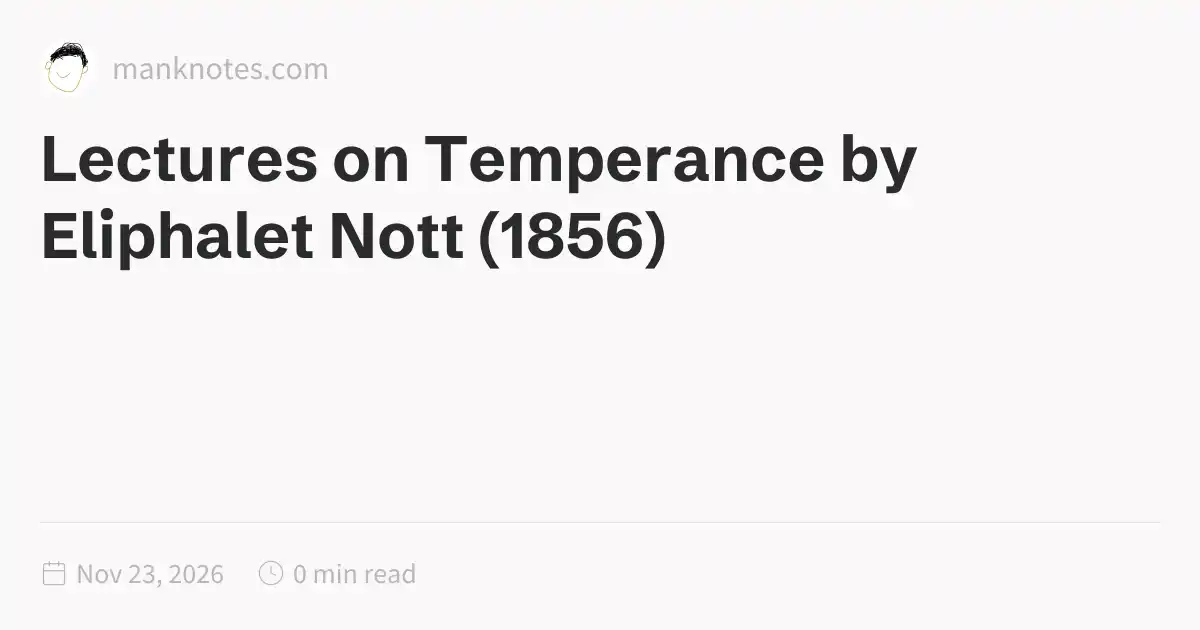 manknotes.com
Lectures on Temperance by
Eliphalet Nott (1856)
Nov 23, 2026
0 min read